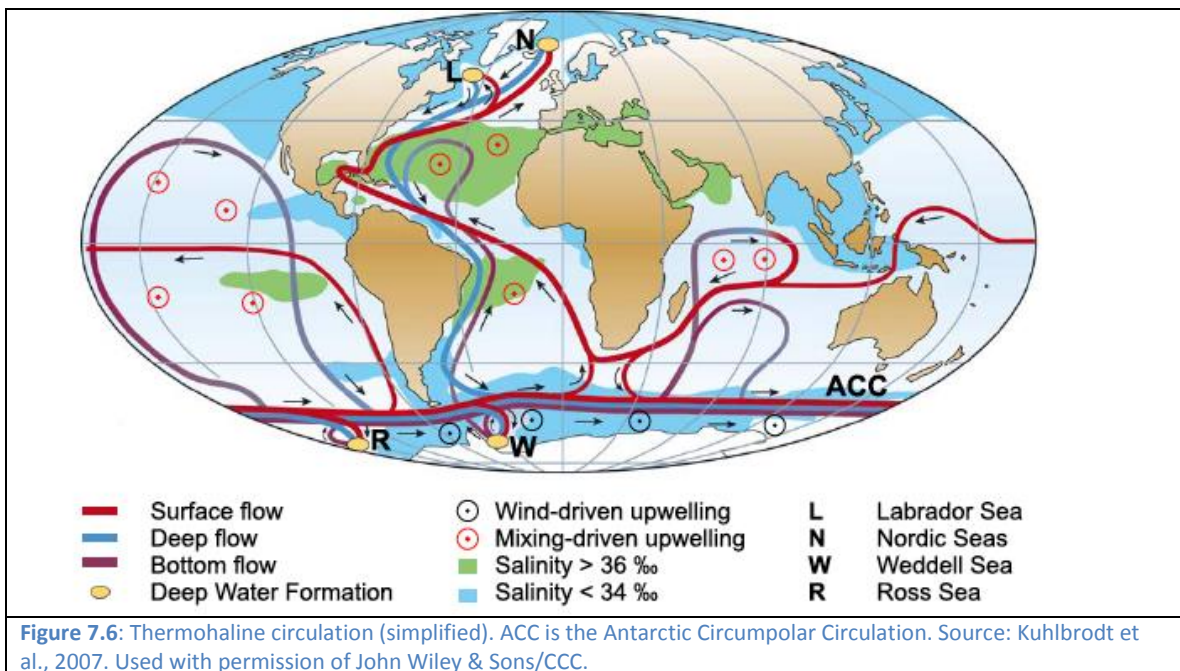 N
L
ACC
R
W
Surface flow
Deep flow
Bottom flow
Deep Water Formation
Wind-driven upwelling
Mixing-driven upwelling
Salinity > 36 ‰
Salinity < 34 ‰
L Labrador Sea
N Nordic Seas
W Weddell Sea
R Ross Sea
Figure 7.6: Thermohaline circulation (simplified). ACC is the Antarctic Circumpolar Circulation. Source: Kuhlbrodt et
al., 2007. Used with permission of John Wiley & Sons/CCC.